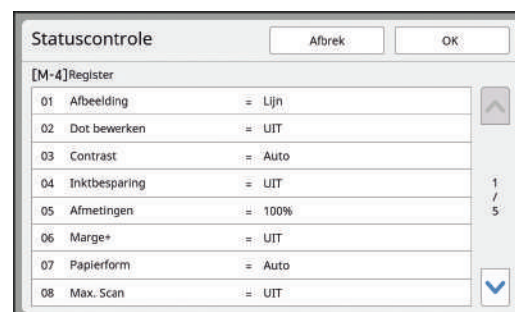 Statuscontrole Afbrek OK
[M-4]Register
01 Afbeelding = Lijn
02 Dot bewerken = UIT
03 Contrast = Auto
04 Inktbesparing = UIT
05 Afmetingen = 100%
06 Marge+ = UIT
07 Papierform = Auto
08 Max. Scan = UIT
1
/
5